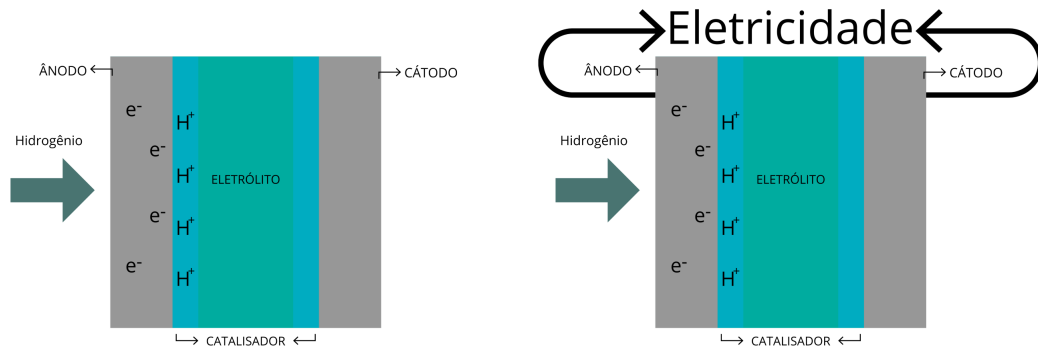 ÂNODO
CÁTODO
e-
H+
Hidrogênio
e-
H+
ELETRÓLITO
e-
H+
e-
H+
CATALISADOR
Eletricidade
ÂNODO
CÁTODO
e-
H+
Hidrogênio
e-
H+
ELETRÓLITO
e-
H+
e-
H+
CATALISADOR